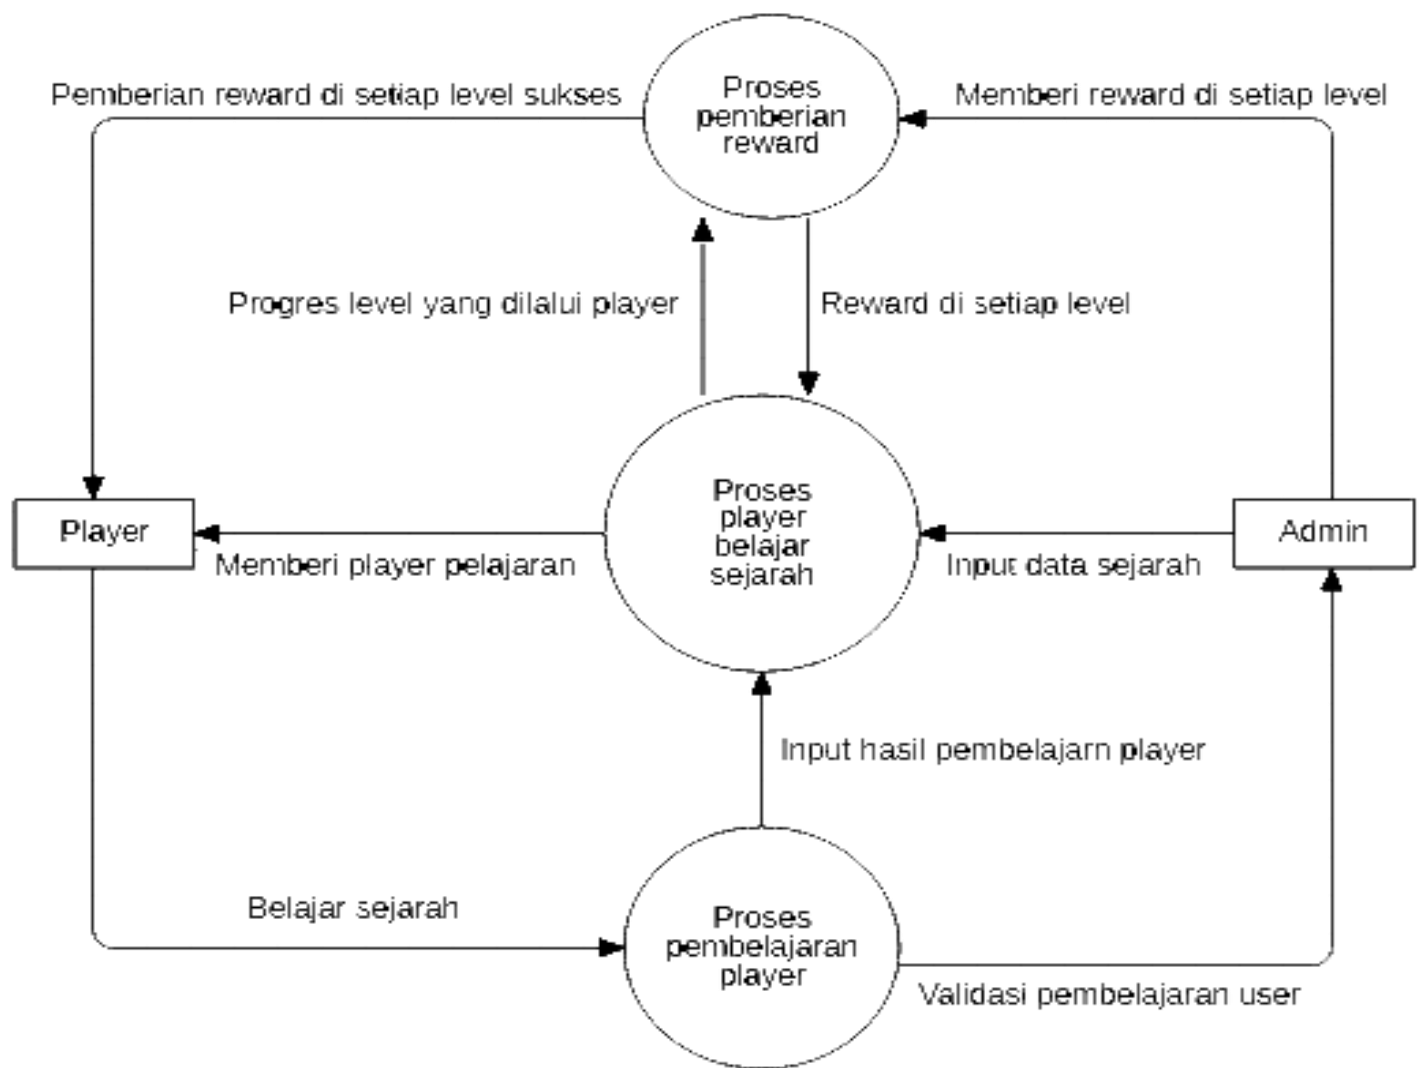 Pemberian reward di setiap level sukses
Proses
pemberian
reward
Memberi reward di setiap level
Progres level yang dilalui player
Reward di setiap level
Player
Memberi player pelajaran
Proses
player
belajar
sejarah
Admin
Input data sejarah
Input hasil pembelajarn player
Belajar sejarah
Proses
pembelajaran
player
Validasi pembelajaran user